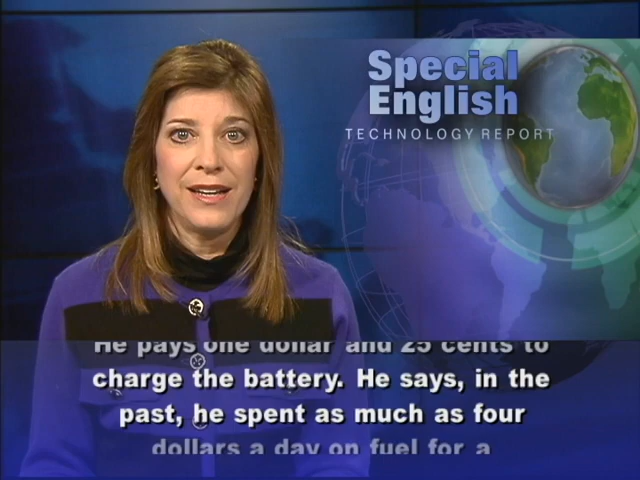 Special
English
TECHNOLOGY REPORT
He pays one dollar and 25 cents to
charge the battery. He says, in the
past, he spent as much as four
dollars a day on fuel for a